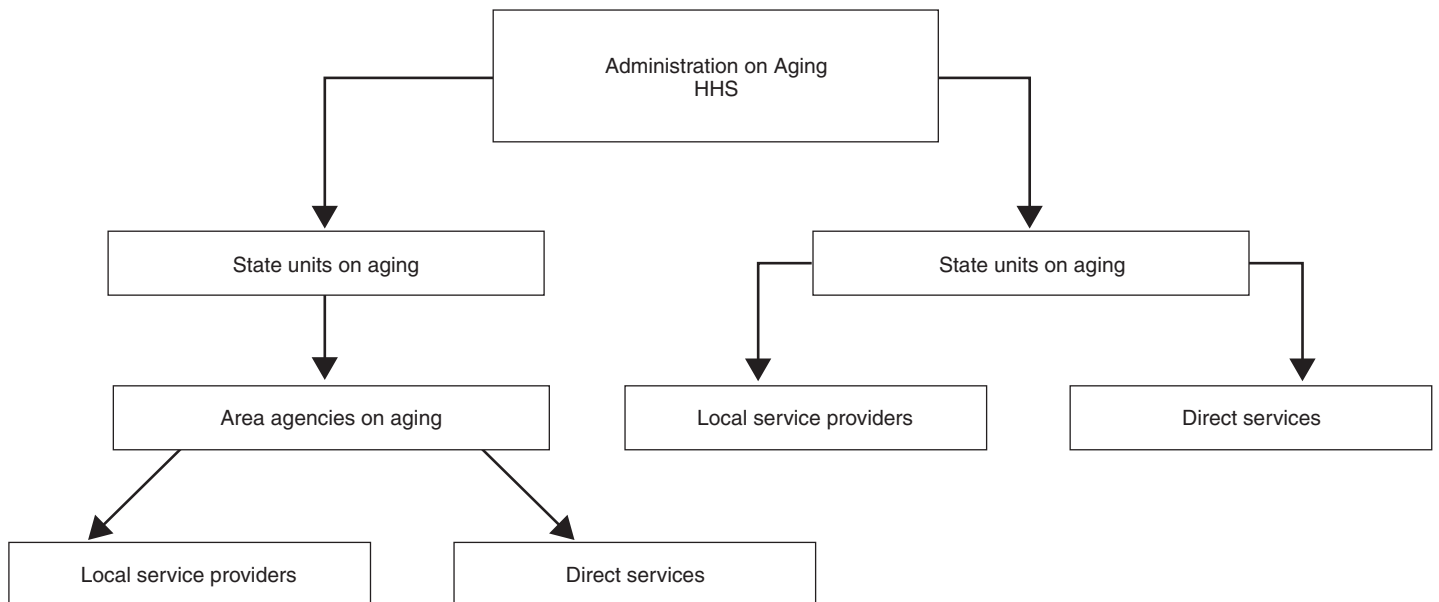 Administration on Aging
HHS
State units on aging
State units on aging
Area agencies on aging
Local service providers
Direct services
Local service providers
Direct services